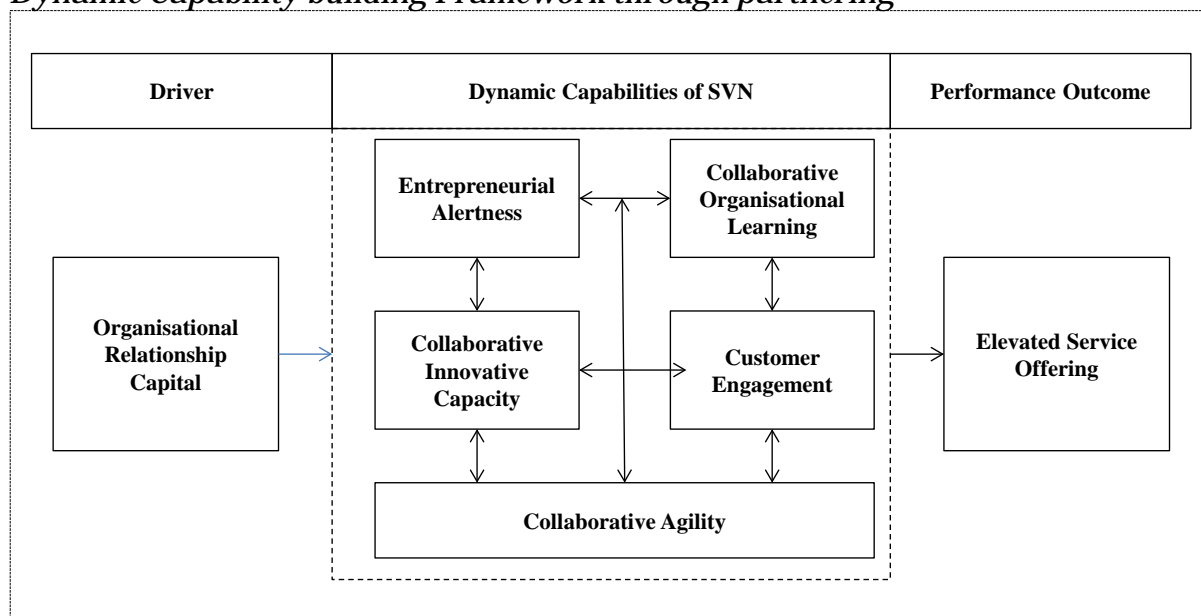 Dynamic Capability building Framework through partnering
Driver
Dynamic Capabilities of SVN
Performance Outcome
Entrepreneurial
Alertness
Collaborative
Organisational
Learning
Organisational
Relationship
Capital
Collaborative
Innovative
Capacity
Customer
Engagement
Elevated Service
Offering
Collaborative Agility